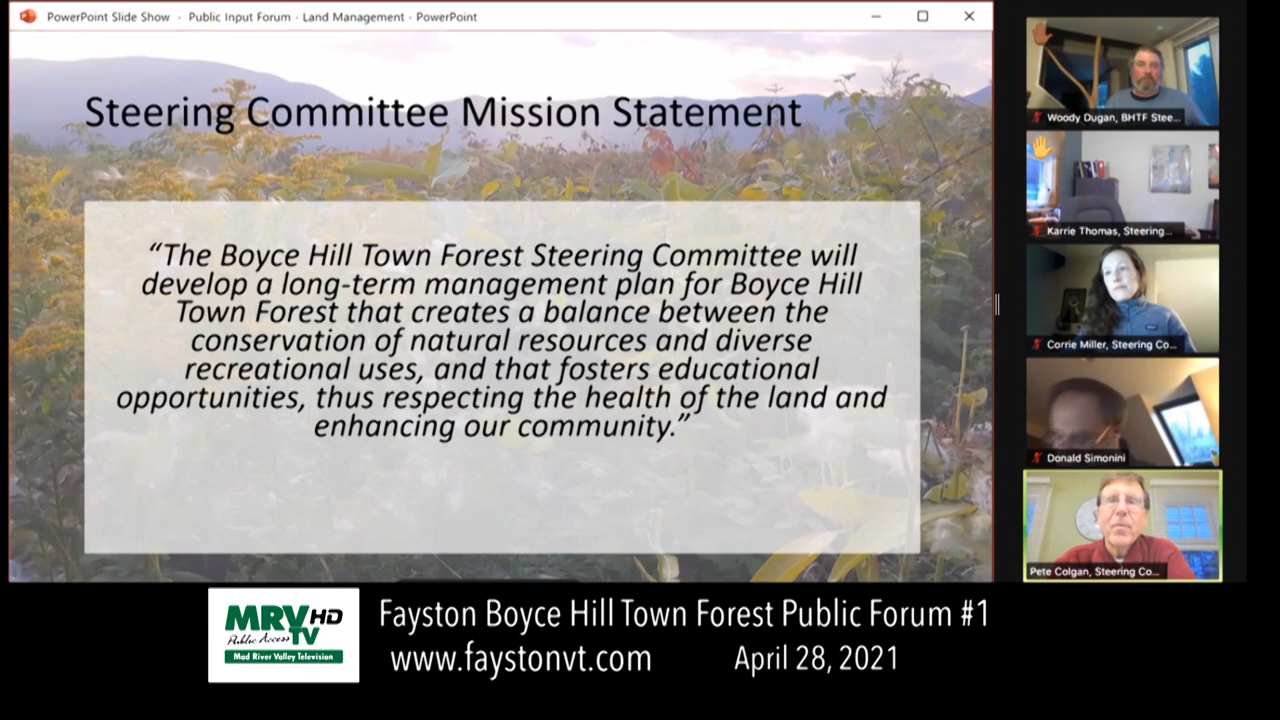 PowerPoint Slide Show - Public Input Forum - Land Management - PowerPoint
Steering Committee Mission Statement
“The Boyce Hill Town Forest Steering Committee will
develop a long-term management plan for Boyce Hill
Town Forest that creates a balance between the
conservation of natural resources and diverse
recreational uses, and that fosters educational
opportunities, thus respecting the health of the land and
enhancing our community.”
Woody Dugan, BHTF Stee...
Karrie Thomas, Steering...
Corrie Miller, Steering Co...
Donald Simonini
Pete Colgan, Steering Co...
MRV HD
Public Access TV
Mad River Valley Television
Fayston Boyce Hill Town Forest Public Forum #1
www.faystonvt.com April 28, 2021